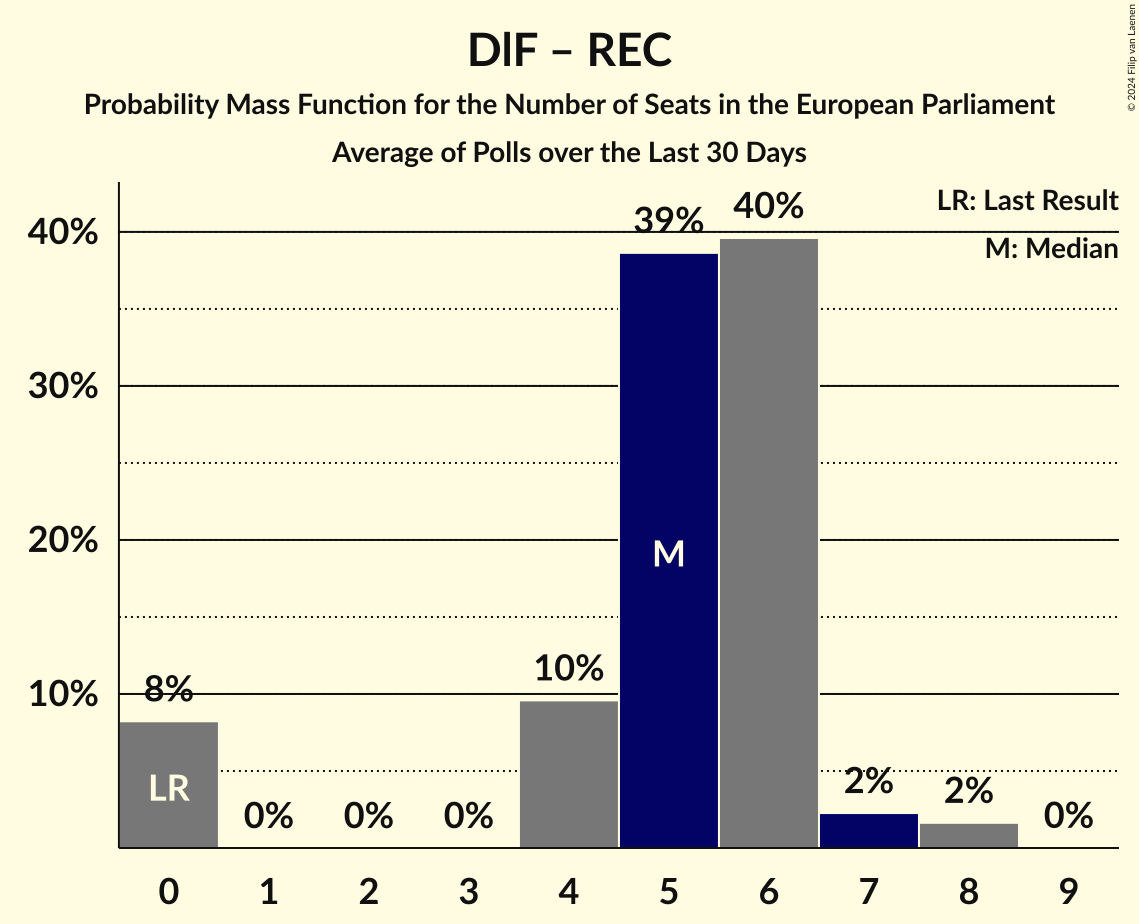 DIF – REC
Probability Mass Function for the Number of Seats in the European Parliament
Average of Polls over the Last 30 Days
© 2024 Filip van Laenen
LR: Last Result
M: Median
40%
30%
20%
10%
8%
0%
0%
0%
10%
39%
40%
2%
2%
0%
LR
M
0 1 2 3 4 5 6 7 8 9